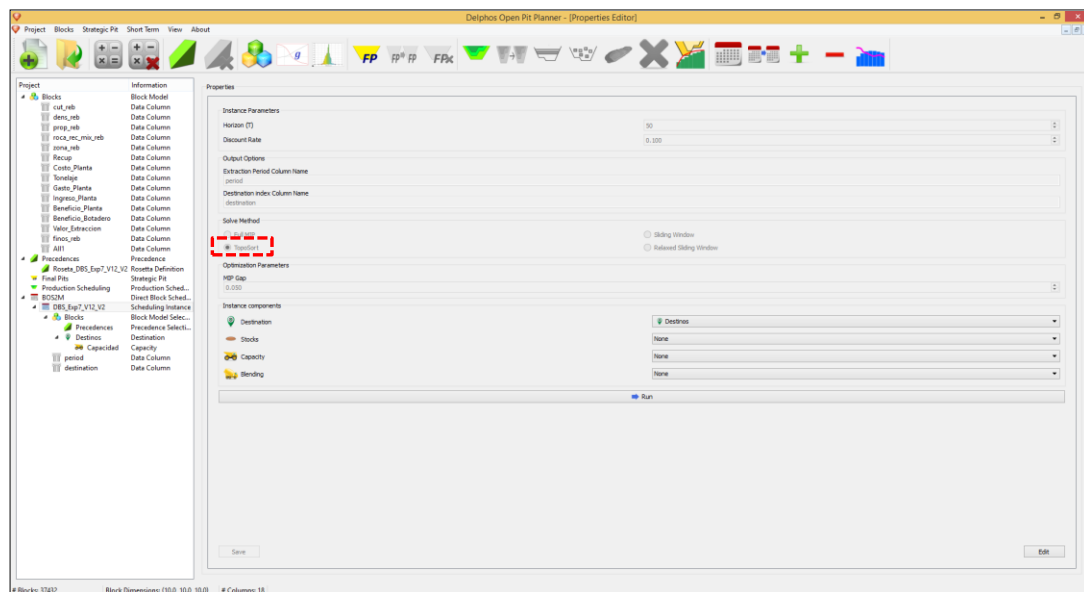 Delphos Open Pit Planner - [Properties Editor]
Project Blocks Strategic Pit Short Term View About
g FP FP FP FPx
Project Information
Blocks Block Model
cut_reb Data Column
dens_reb Data Column
prop_reb Data Column
roca_rec_mix_reb Data Column
zona_reb Data Column
Recup Data Column
Costo_Planta Data Column
Tonelaje Data Column
Gasto_Planta Data Column
Ingreso_Planta Data Column
Beneficio_Planta Data Column
Beneficio_Botadero Data Column
Valor_Extraccion Data Column
finos_reb Data Column
All1 Data Column
Precedences Precedence
Roseta_DBS_Exp7_V12_V2 Rosetta Definition
Final Pits Strategic Pit
Production Scheduling Production Sched...
BOS2M Direct Block Sched...
DBS_Exp7_V12_V2 Scheduling Instance
Blocks Block Model Selec...
Precedences Precedence Selecti...
Destinos Destination
Capacidad Capacity
period Data Column
destination Data Column
Properties
Instance Parameters
Horizon (T) 50
Discount Rate 0.100
Output Options
Extraction Period Column Name
period
Destination index Column Name
destination
Solve Method
Full MIP Sliding Window
TopoSort Relaxed Sliding Window
Optimization Parameters
MIP Gap
0.050
Instance components
Destination Destinos
Stocks None
Capacity None
Blending None
Run
Save Edit
# Blocks: 37432 Block Dimensions: (10.0, 10.0, 10.0) # Columns: 18